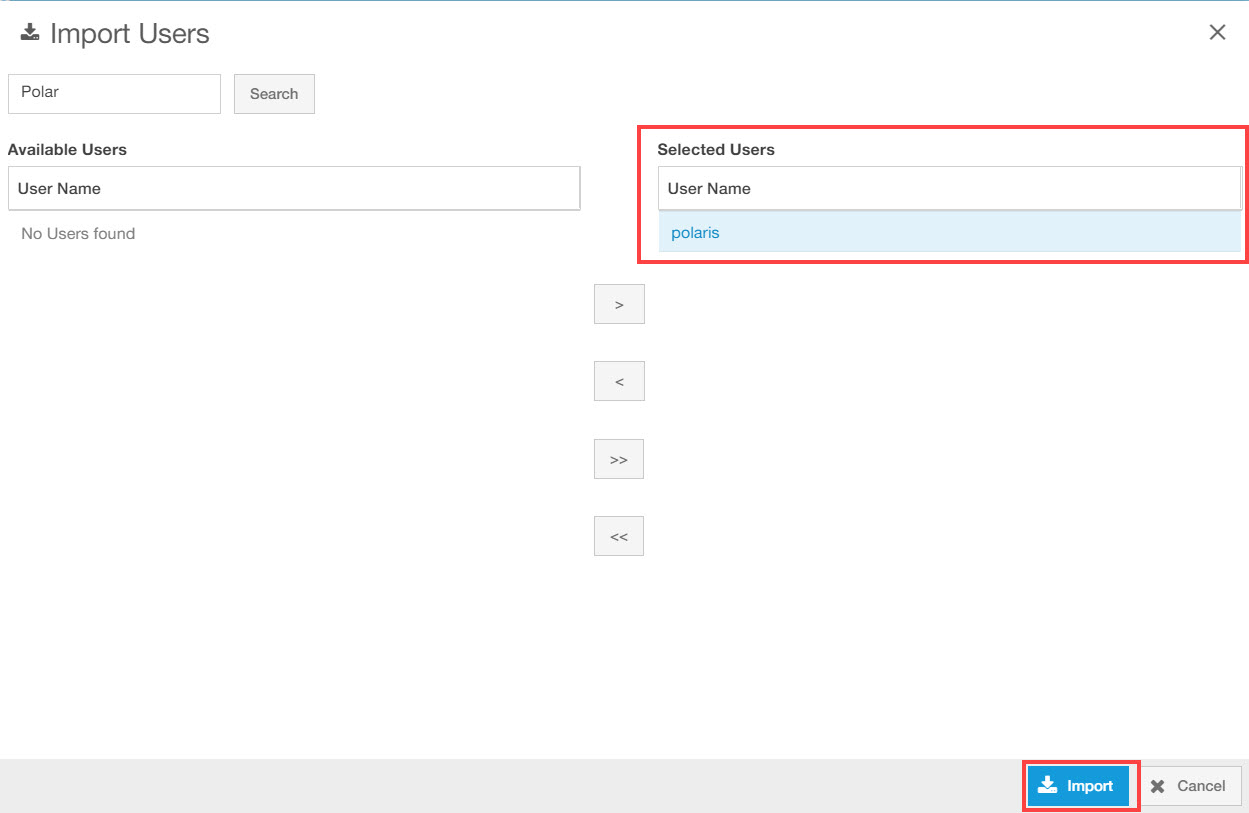 Import Users
Polar
Search
Available Users
User Name
No Users found
Selected Users
User Name
polaris
>
<
>>
<<
Import
Cancel